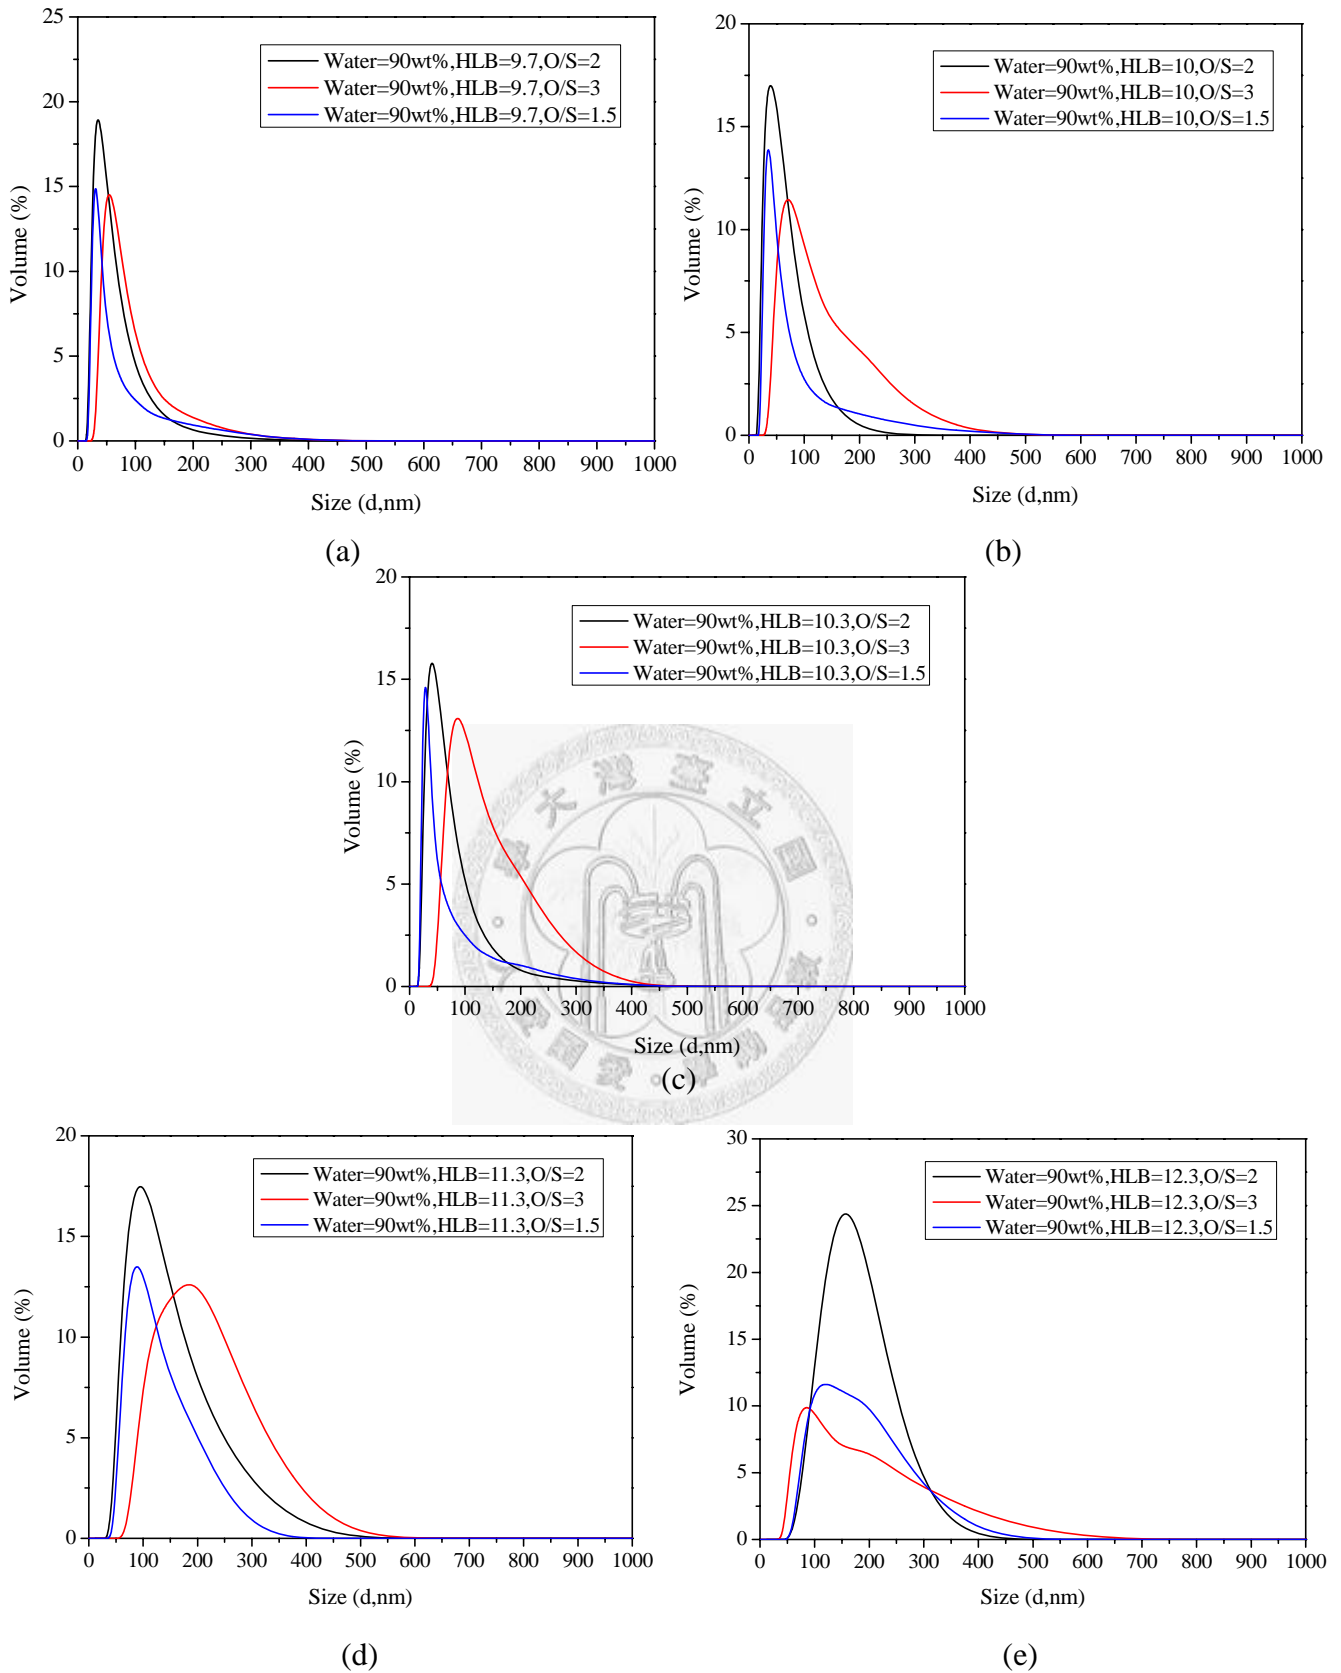 25
20
15
10
5
0
Volume (%)
Water=90wt%,HLB=9.7,O/S=2
Water=90wt%,HLB=9.7,O/S=3
Water=90wt%,HLB=9.7,O/S=1.5
0 100 200 300 400 500 600 700 800 900 1000
Size (d,nm)
(a)
20
15
10
5
0
Volume (%)
Water=90wt%,HLB=10,O/S=2
Water=90wt%,HLB=10,O/S=3
Water=90wt%,HLB=10,O/S=1.5
0 100 200 300 400 500 600 700 800 900 1000
Size (d,nm)
(b)
20
15
10
5
0
Volume (%)
Water=90wt%,HLB=10.3,O/S=2
Water=90wt%,HLB=10.3,O/S=3
Water=90wt%,HLB=10.3,O/S=1.5
0 100 200 300 400 500 600 700 800 900 1000
Size (d,nm)
(c)
20
15
10
5
0
Volume (%)
Water=90wt%,HLB=11.3,O/S=2
Water=90wt%,HLB=11.3,O/S=3
Water=90wt%,HLB=11.3,O/S=1.5
0 100 200 300 400 500 600 700 800 900 1000
Size (d,nm)
(d)
30
25
20
15
10
5
0
Volume (%)
Water=90wt%,HLB=12.3,O/S=2
Water=90wt%,HLB=12.3,O/S=3
Water=90wt%,HLB=12.3,O/S=1.5
0 100 200 300 400 500 600 700 800 900 1000
Size (d,nm)
(e)